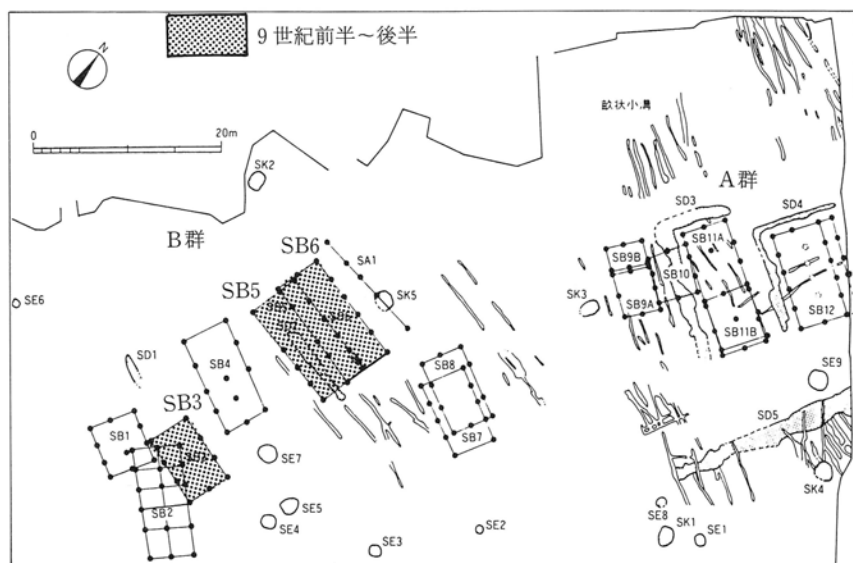 9世紀前半～後半
N
0 20m
畝状小溝
A群
SK2
SD3
SD4
B群
SB6
SB11A
SA1
SB9B
SB10
SB5
SK5
SK3
SB9A
SB12
SE6
SB11B
SD1
SB4
SB8
SE9
SB3
SD5
SB1
SB7
SE7
SK4
SB2
SE5
SE4
SE2
SE8
SK1
SE1
SE3